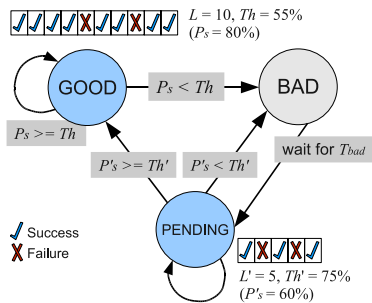 L = 10, Th = 55%
(Ps = 80%)
GOOD
Ps < Th
BAD
Ps >= Th
P's >= Th'
P's < Th'
wait for Tbad
PENDING
Success
Failure
L' = 5, Th' = 75%
(P's = 60%)